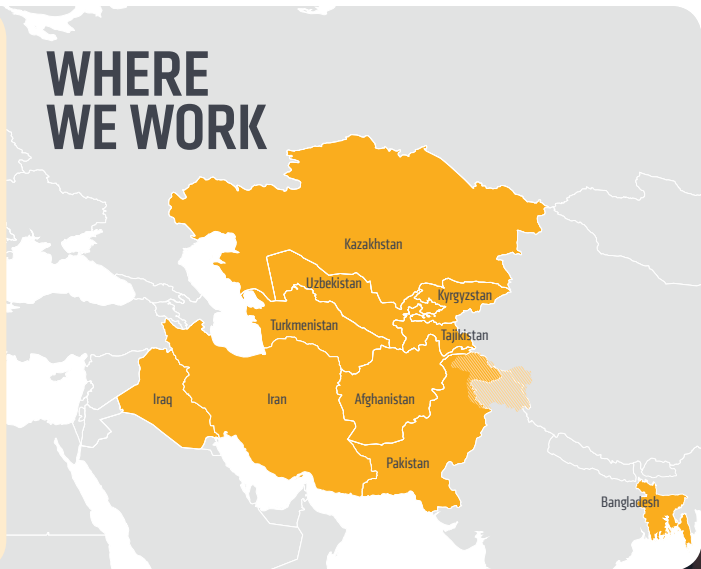 WHERE
WE WORK
Kazakhstan
Uzbekistan
Kyrgyzstan
Turkmenistan
Tajikistan
Iraq
Iran
Afghanistan
Pakistan
Bangladesh